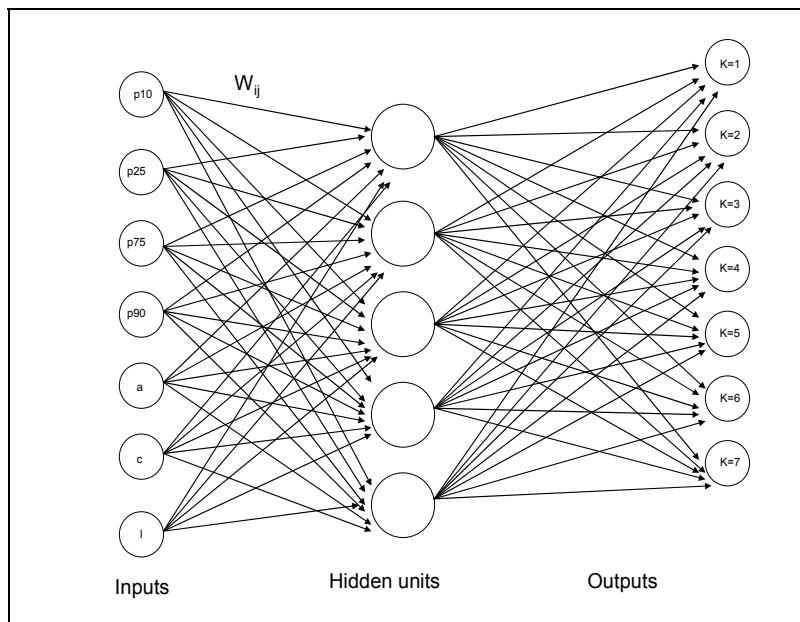 W_ij
p10
p25
p75
p90
a
c
l
K=1
K=2
K=3
K=4
K=5
K=6
K=7
Inputs
Hidden units
Outputs